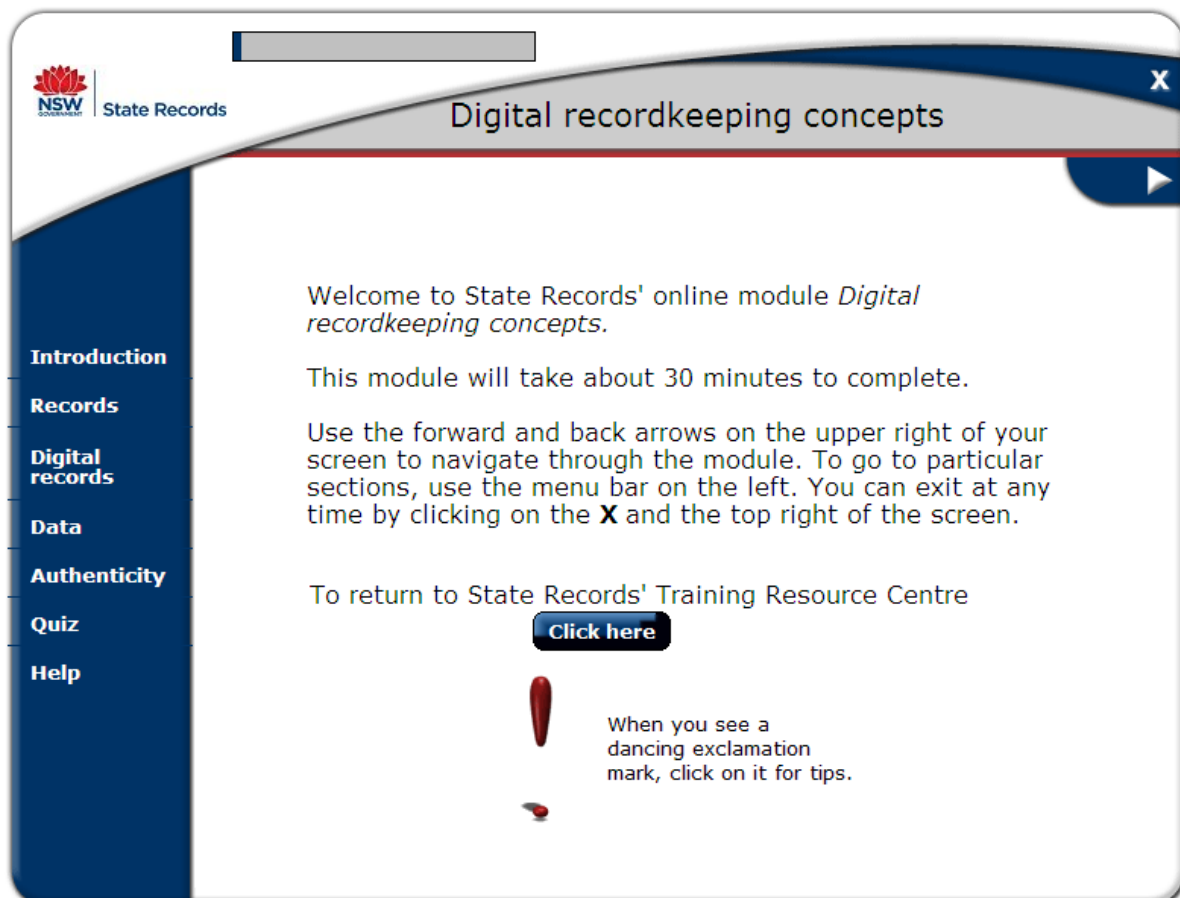 NSW
GOVERNMENT
State Records
Digital recordkeeping concepts
X
Introduction
Records
Digital
records
Data
Authenticity
Quiz
Help
Welcome to State Records' online module Digital
recordkeeping concepts.
This module will take about 30 minutes to complete.
Use the forward and back arrows on the upper right of your
screen to navigate through the module. To go to particular
sections, use the menu bar on the left. You can exit at any
time by clicking on the X and the top right of the screen.
To return to State Records' Training Resource Centre
Click here
When you see a
dancing exclamation
mark, click on it for tips.